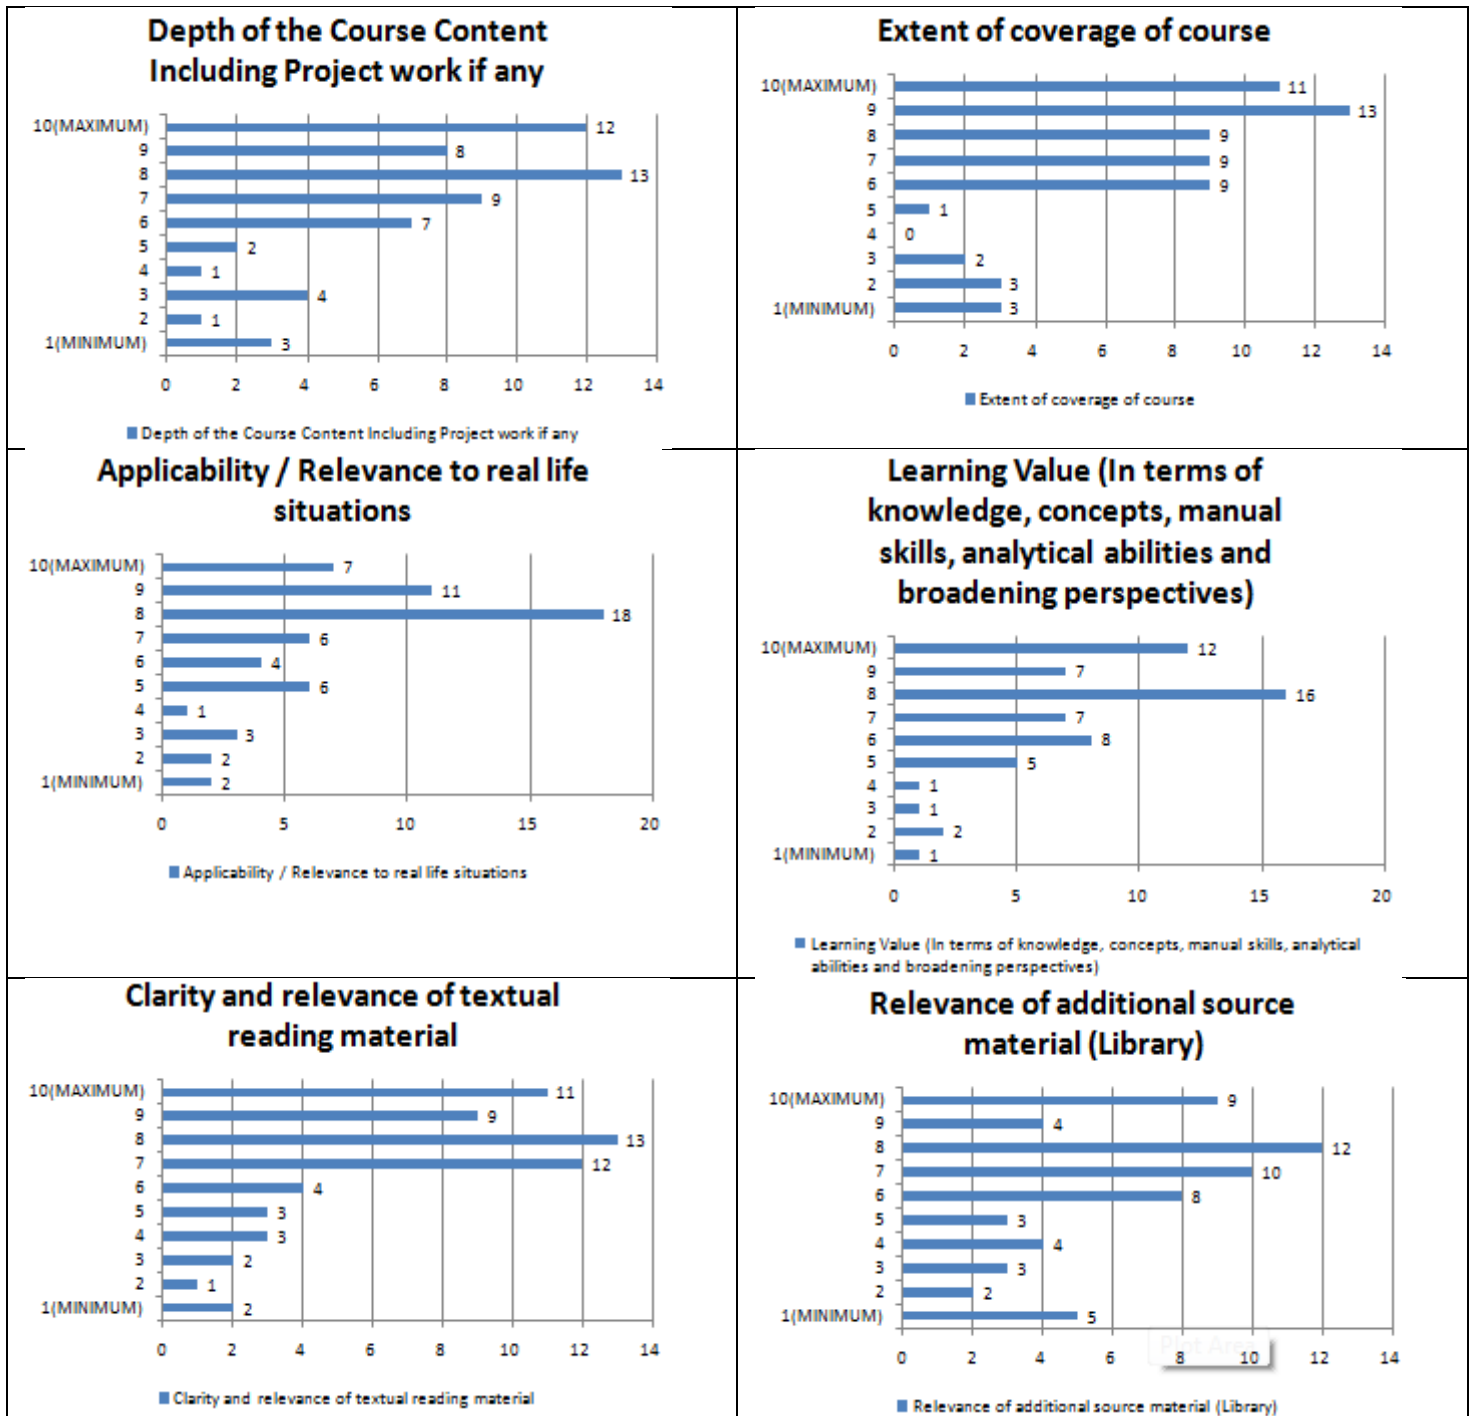 Depth of the Course Content
Including Project work if any
10(MAXIMUM) 12
9 8
8 13
7 9
6 7
5 2
4 1
3 4
2 1
1(MINIMUM) 3
0 2 4 6 8 10 12 14
Depth of the Course Content Including Project work if any
Extent of coverage of course
10(MAXIMUM) 11
9 13
8 9
7 9
6 9
5 1
4 0
3 2
2 3
1(MINIMUM) 3
0 2 4 6 8 10 12 14
Extent of coverage of course
Applicability / Relevance to real life
situations
10(MAXIMUM) 7
9 11
8 18
7 6
6 4
5 6
4 1
3 3
2 2
1(MINIMUM) 2
0 5 10 15 20
Applicability / Relevance to real life situations
Learning Value (In terms of
knowledge, concepts, manual
skills, analytical abilities and
broadening perspectives)
10(MAXIMUM) 12
9 7
8 16
7 7
6 8
5 5
4 1
3 1
2 2
1(MINIMUM) 1
0 5 10 15 20
Learning Value (In terms of knowledge, concepts, manual skills, analytical
abilities and broadening perspectives)
Clarity and relevance of textual
reading material
10(MAXIMUM) 11
9 9
8 13
7 12
6 4
5 3
4 3
3 2
2 1
1(MINIMUM) 2
0 2 4 6 8 10 12 14
Clarity and relevance of textual reading material
Relevance of additional source
material (Library)
10(MAXIMUM) 9
9 4
8 12
7 10
6 8
5 3
4 4
3 3
2 2
1(MINIMUM) 5
Plot Area
0 2 4 6 8 10 12 14
Relevance of additional source material (Library)